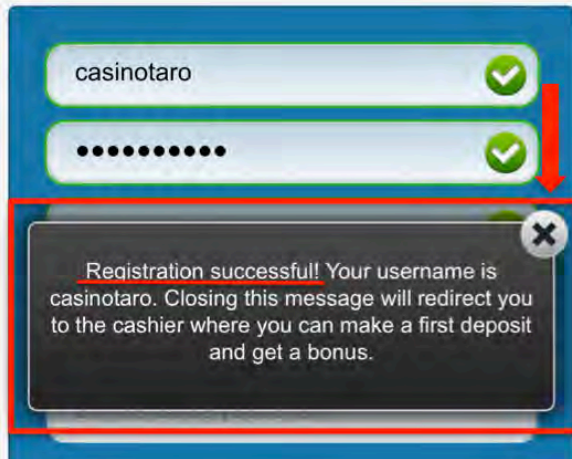 casinotaro
••••••••••
Registration successful! Your username is
casinotaro. Closing this message will redirect you
to the cashier where you can make a first deposit
and get a bonus.